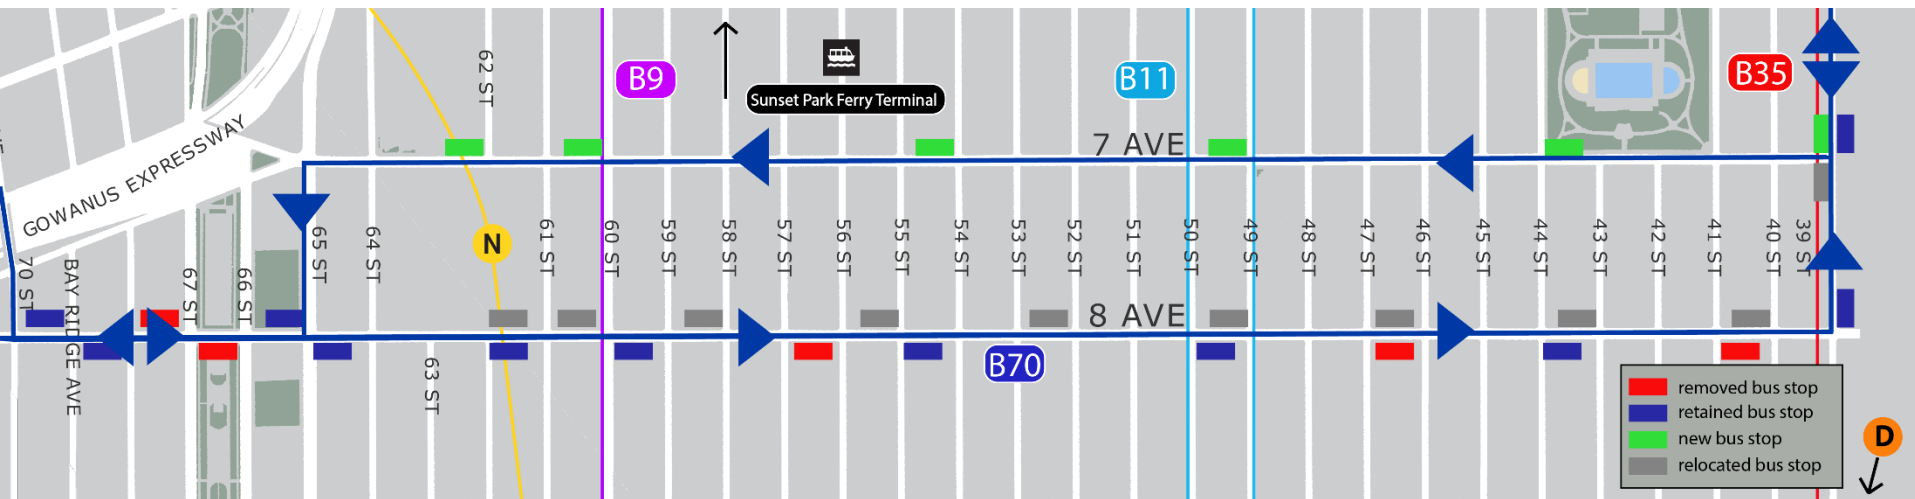 62 ST
B9
Sunset Park Ferry Terminal
B11
B35
7 AVE
GOWANUS EXPRESSWAY
N
70 ST
BAY RIDGE AVE
67 ST
66 ST
65 ST
64 ST
63 ST
61 ST
60 ST
59 ST
58 ST
57 ST
56 ST
55 ST
54 ST
53 ST
52 ST
51 ST
50 ST
49 ST
48 ST
47 ST
46 ST
45 ST
44 ST
43 ST
42 ST
41 ST
40 ST
39 ST
8 AVE
B70
removed bus stop
retained bus stop
new bus stop
relocated bus stop
D